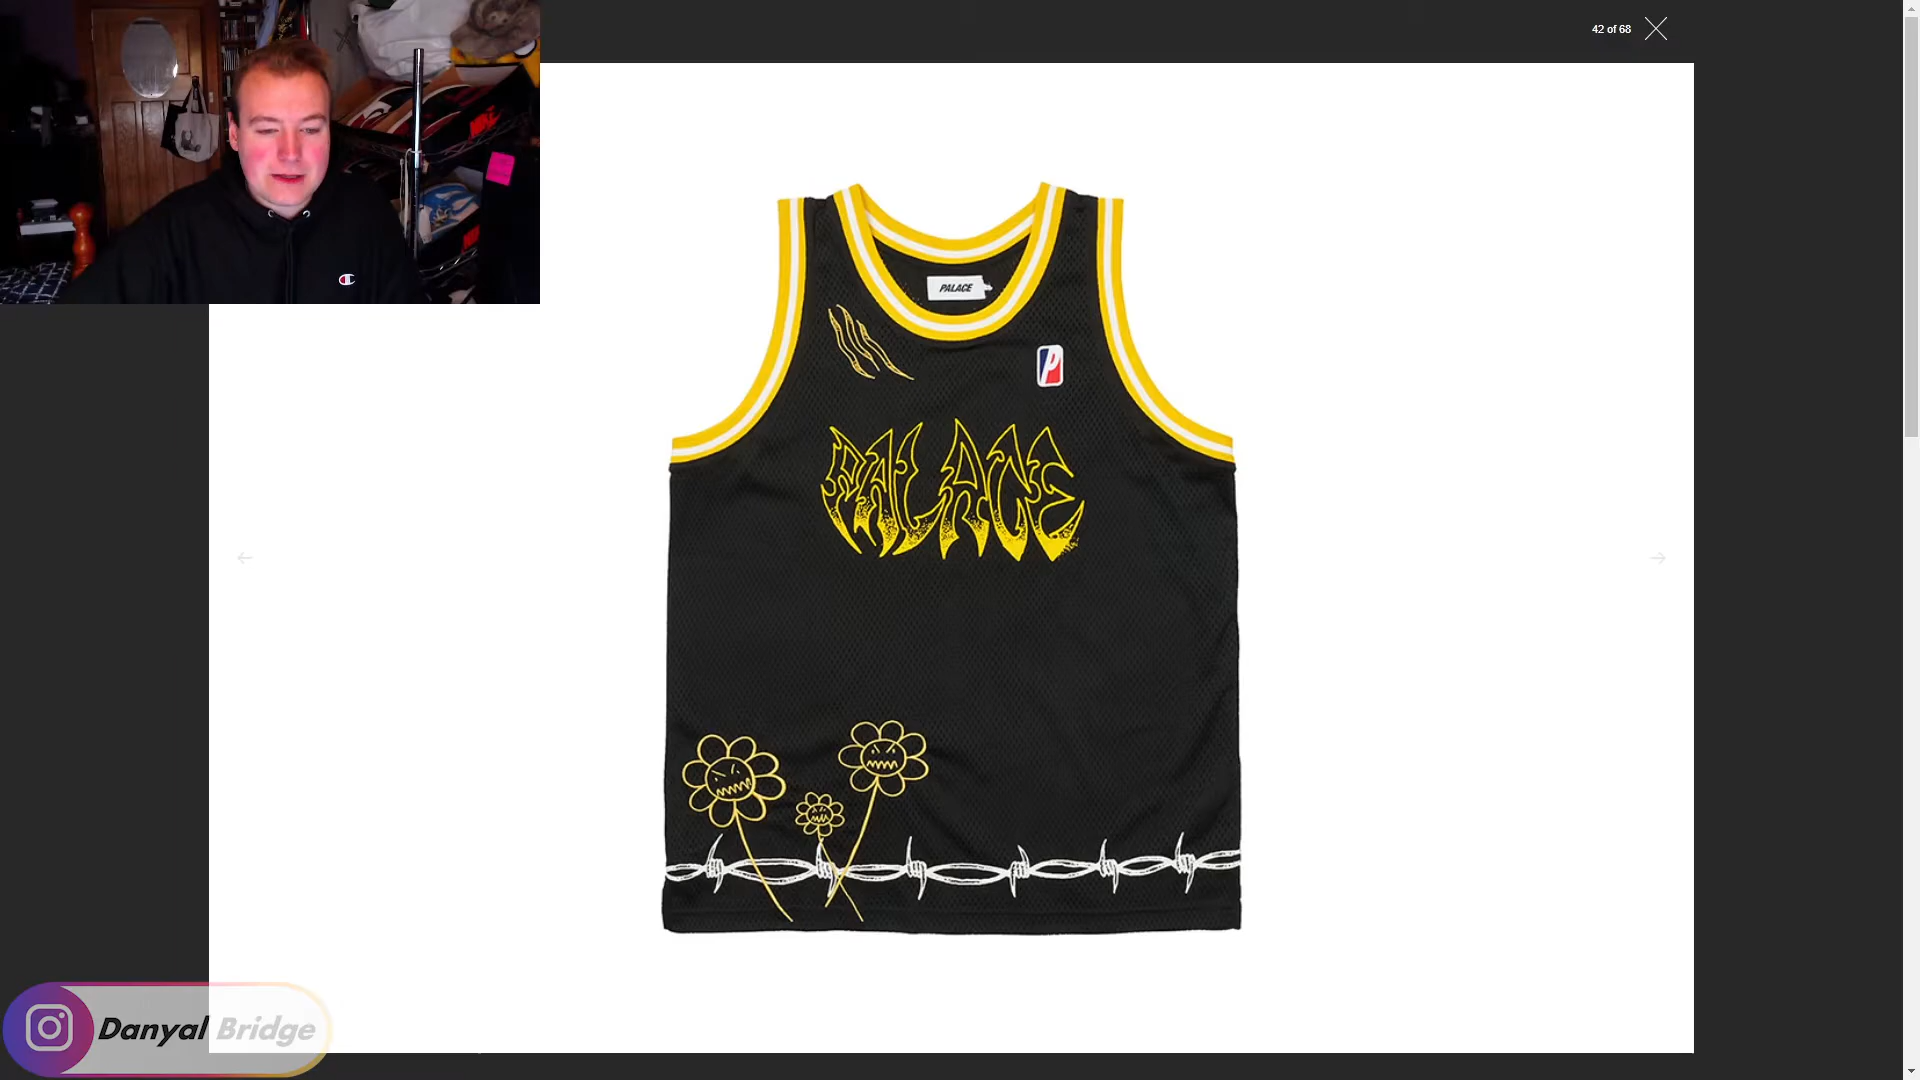 42 of 68
PALACE
P
PALACE
Danyal Bridge